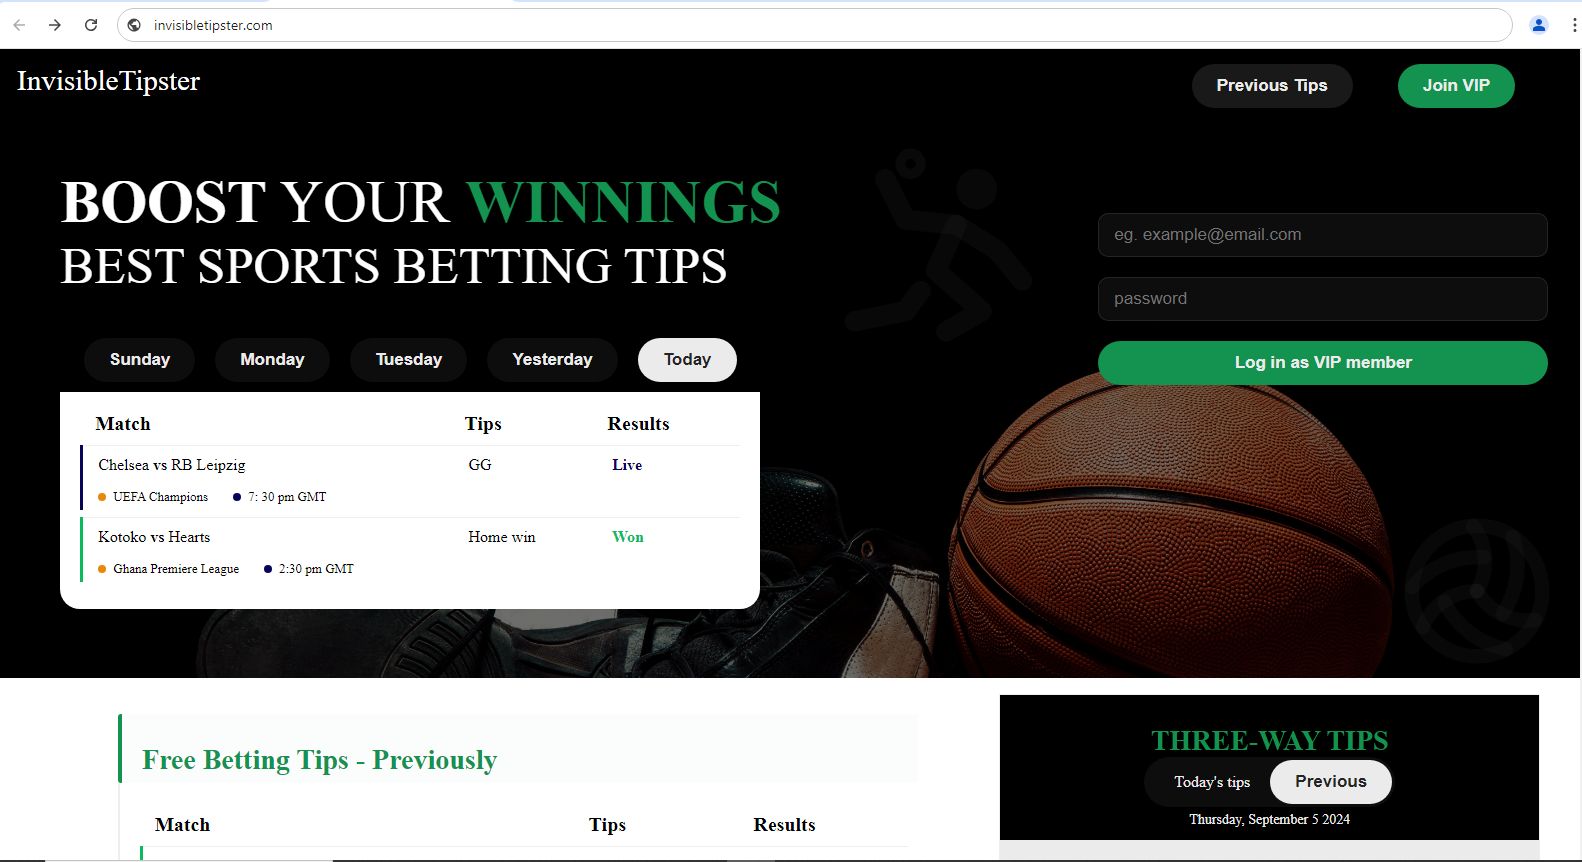 invisibletipster.com
InvisibleTipster
Previous Tips
Join VIP
BOOST YOUR WINNINGS
BEST SPORTS BETTING TIPS
eg. example@email.com
password
Log in as VIP member
Sunday Monday Tuesday Yesterday Today
Match Tips Results
Chelsea vs RB Leipzig GG Live
UEFA Champions 7: 30 pm GMT
Kotoko vs Hearts Home win Won
Ghana Premiere League 2:30 pm GMT
Free Betting Tips - Previously
Match Tips Results
THREE-WAY TIPS
Today's tips Previous
Thursday, September 5 2024